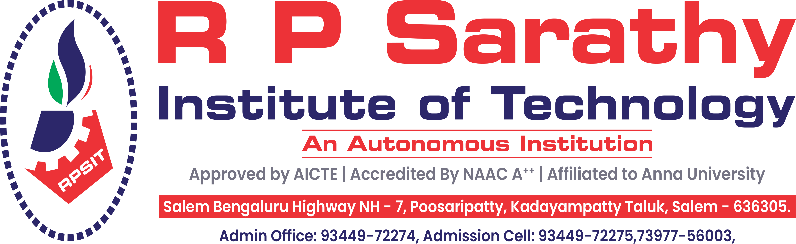 R P Sarathy
Institute of Technology
An Autonomous Institution
Approved by AICTE | Accredited By NAAC A++ | Affiliated to Anna University
Salem Bengaluru Highway NH - 7, Poosaripatty, Kadayampatty Taluk, Salem - 636305.
Admin Office: 93449-72274, Admission Cell: 93449-72275,73977-56003,
RPSIT